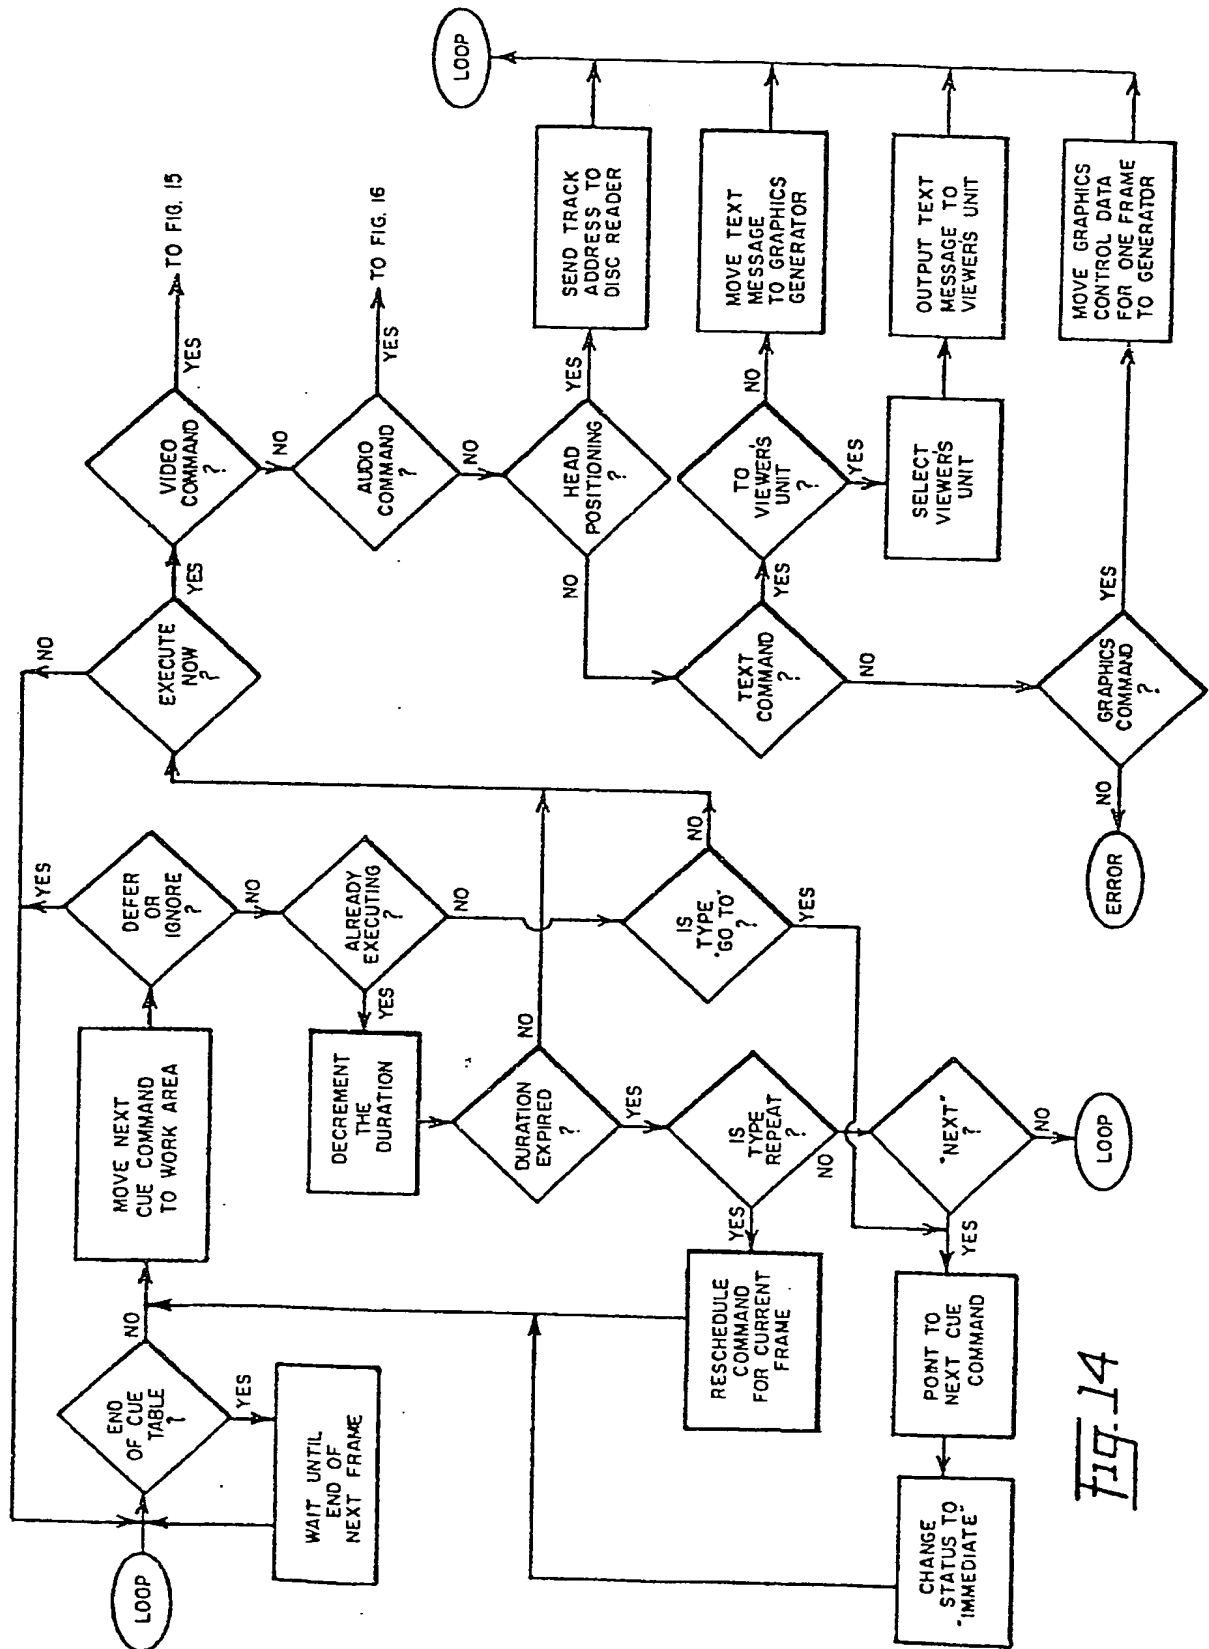 LOOP
END
OF CUE
TABLE
?
NO
YES
WAIT UNTIL
END OF
NEXT FRAME
MOVE NEXT
CUE COMMAND
TO WORK AREA
DEFER
OR
IGNORE
?
YES
NO
ALREADY
EXECUTING
?
NO
YES
DECREMENT
THE
DURATION
DURATION
EXPIRED
?
NO
YES
IS
TYPE
"GO TO"
?
NO
YES
IS
TYPE
REPEAT
?
YES
NO
RESCHEDULE
COMMAND
FOR CURRENT
FRAME
"NEXT"
?
NO
LOOP
YES
POINT TO
NEXT CUE
COMMAND
CHANGE
STATUS TO
"IMMEDIATE"
EXECUTE
NOW
?
NO
YES
VIDEO
COMMAND
?
YES
TO FIG. 15
NO
AUDIO
COMMAND
?
YES
TO FIG. 16
NO
HEAD
POSITIONING
?
YES
SEND TRACK
ADDRESS TO
DISC READER
NO
TEXT
COMMAND
?
YES
TO
VIEWER'S
UNIT
?
NO
MOVE TEXT
MESSAGE
TO GRAPHICS
GENERATOR
YES
SELECT
VIEWER'S
UNIT
OUTPUT TEXT
MESSAGE TO
VIEWER'S UNIT
NO
GRAPHICS
COMMAND
?
YES
MOVE GRAPHICS
CONTROL DATA
FOR ONE FRAME
TO GENERATOR
NO
ERROR
LOOP
Fig. 14